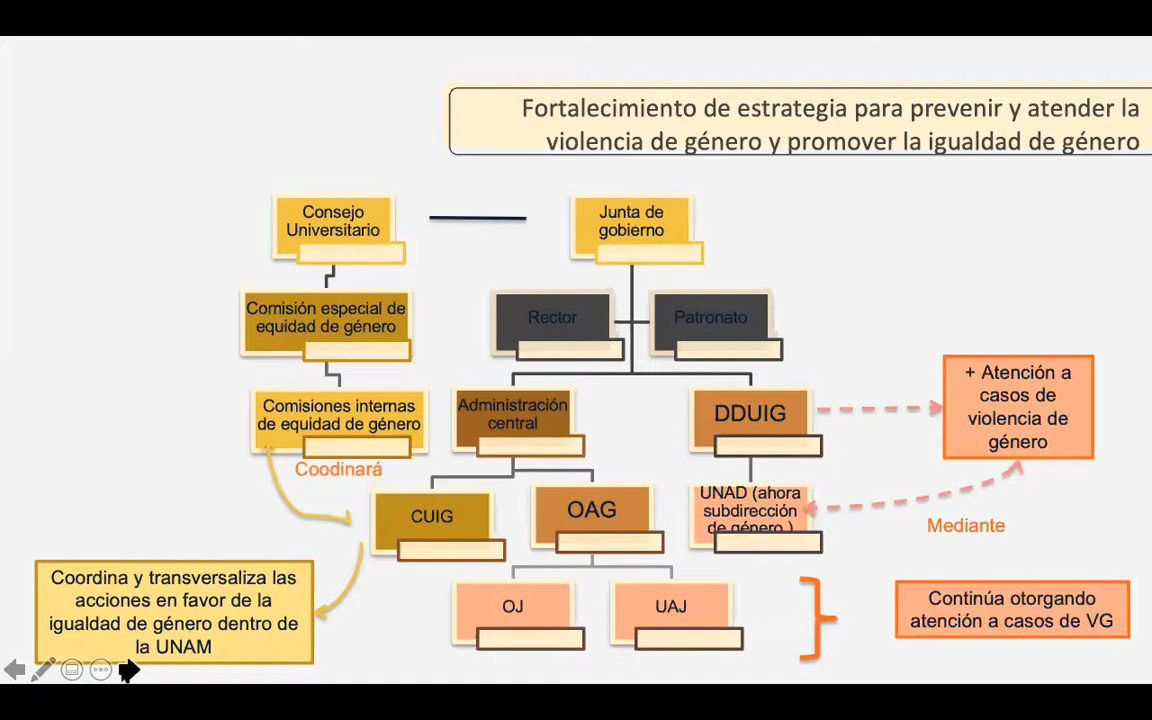 Fortalecimiento de estrategia para prevenir y atender la
violencia de género y promover la igualdad de género
Consejo
Universitario
Junta de
gobierno
Comisión especial de
equidad de género
Rector
Patronato
Comisiones internas
de equidad de género
Administración
central
DDUIG
+ Atención a
casos de
violencia de
género
Coodinará
CUIG
OAG
UNAD (ahora
subdirección
de género )
Mediante
Coordina y transversaliza las
acciones en favor de la
igualdad de género dentro de
la UNAM
OJ
UAJ
Continúa otorgando
atención a casos de VG